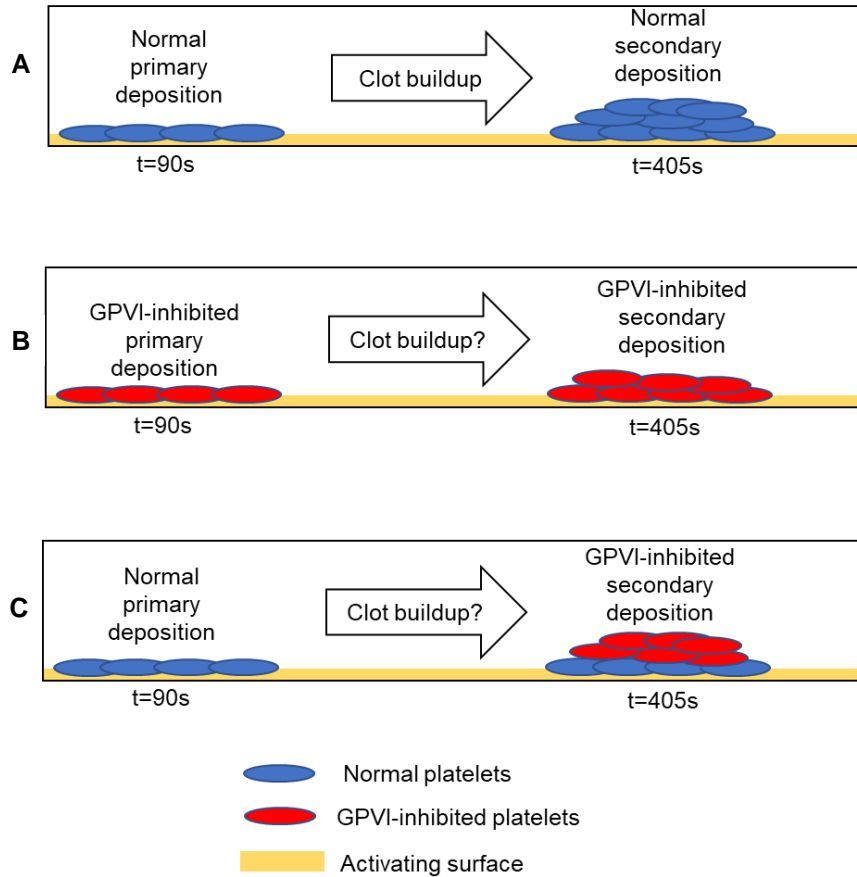 A
Normal
primary
deposition
Clot buildup
Normal
secondary
deposition
t=90s
t=405s
B
GPVI-inhibited
primary
deposition
Clot buildup?
GPVI-inhibited
secondary
deposition
t=90s
t=405s
C
Normal
primary
deposition
Clot buildup?
GPVI-inhibited
secondary
deposition
t=90s
t=405s
Normal platelets
GPVI-inhibited platelets
Activating surface